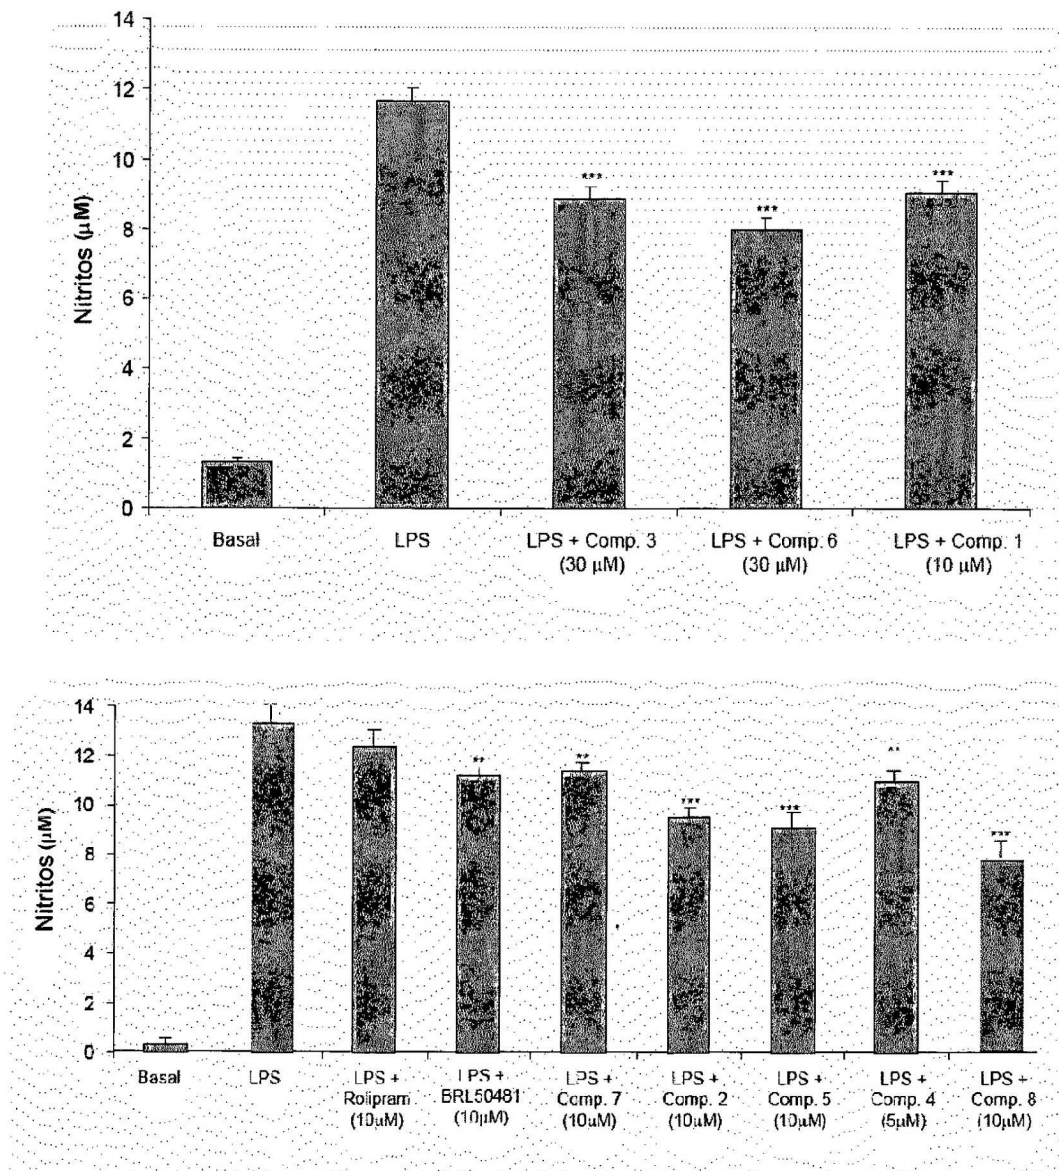 14
12
10
8
6
4
2
0
Nitritos (µM)
***
***
***
Basal
LPS
LPS + Comp. 3
(30 µM)
LPS + Comp. 6
(30 µM)
LPS + Comp. 1
(10 µM)
14
12
10
8
6
4
2
0
Nitritos (µM)
**
**
***
***
**
***
Basal
LPS
LPS +
Rolipram
(10µM)
LPS +
BRL50481
(10µM)
LPS +
Comp. 7
(10µM)
LPS +
Comp. 2
(10µM)
LPS +
Comp. 5
(10µM)
LPS +
Comp. 4
(5µM)
LPS +
Comp. 8
(10µM)